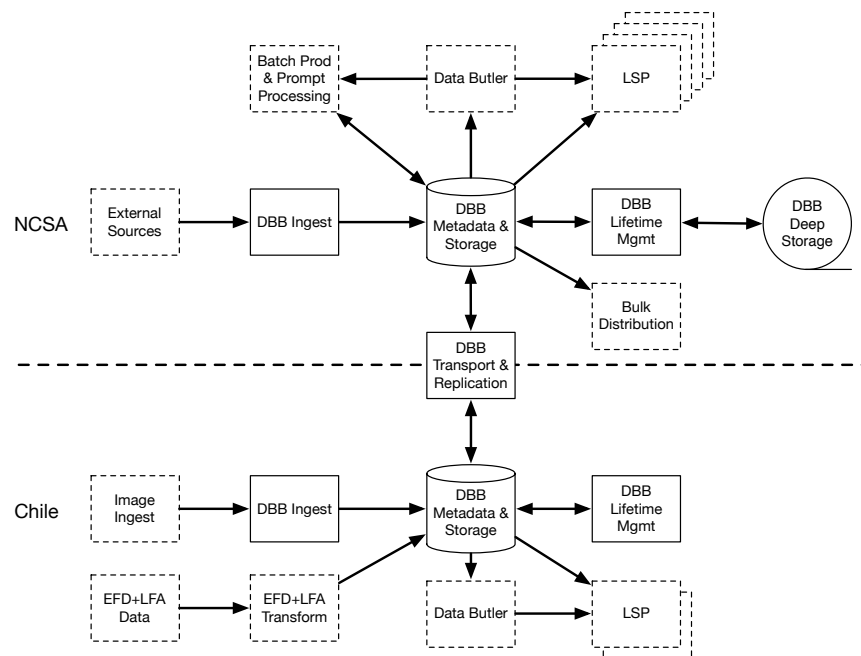 Batch Prod
& Prompt
Processing
Data Butler
LSP
NCSA
External
Sources
DBB Ingest
DBB
Metadata &
Storage
DBB
Lifetime
Mgmt
DBB
Deep
Storage
Bulk
Distribution
DBB
Transport &
Replication
Chile
Image
Ingest
DBB Ingest
DBB
Metadata &
Storage
DBB
Lifetime
Mgmt
EFD+LFA
Data
EFD+LFA
Transform
Data Butler
LSP